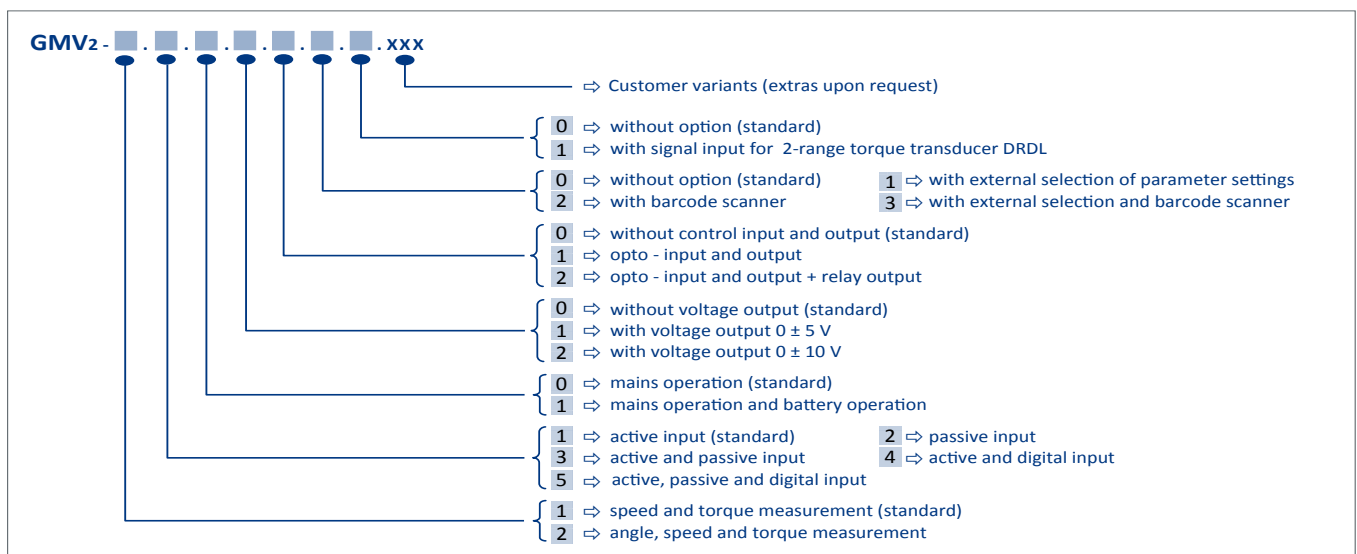 GMV2 - . . . . . . . xxx
⇨ Customer variants (extras upon request)
0 ⇨ without option (standard)
1 ⇨ with signal input for 2-range torque transducer DRDL
0 ⇨ without option (standard) 1 ⇨ with external selection of parameter settings
2 ⇨ with barcode scanner 3 ⇨ with external selection and barcode scanner
0 ⇨ without control input and output (standard)
1 ⇨ opto - input and output
2 ⇨ opto - input and output + relay output
0 ⇨ without voltage output (standard)
1 ⇨ with voltage output 0 ± 5 V
2 ⇨ with voltage output 0 ± 10 V
0 ⇨ mains operation (standard)
1 ⇨ mains operation and battery operation
1 ⇨ active input (standard) 2 ⇨ passive input
3 ⇨ active and passive input 4 ⇨ active and digital input
5 ⇨ active, passive and digital input
1 ⇨ speed and torque measurement (standard)
2 ⇨ angle, speed and torque measurement